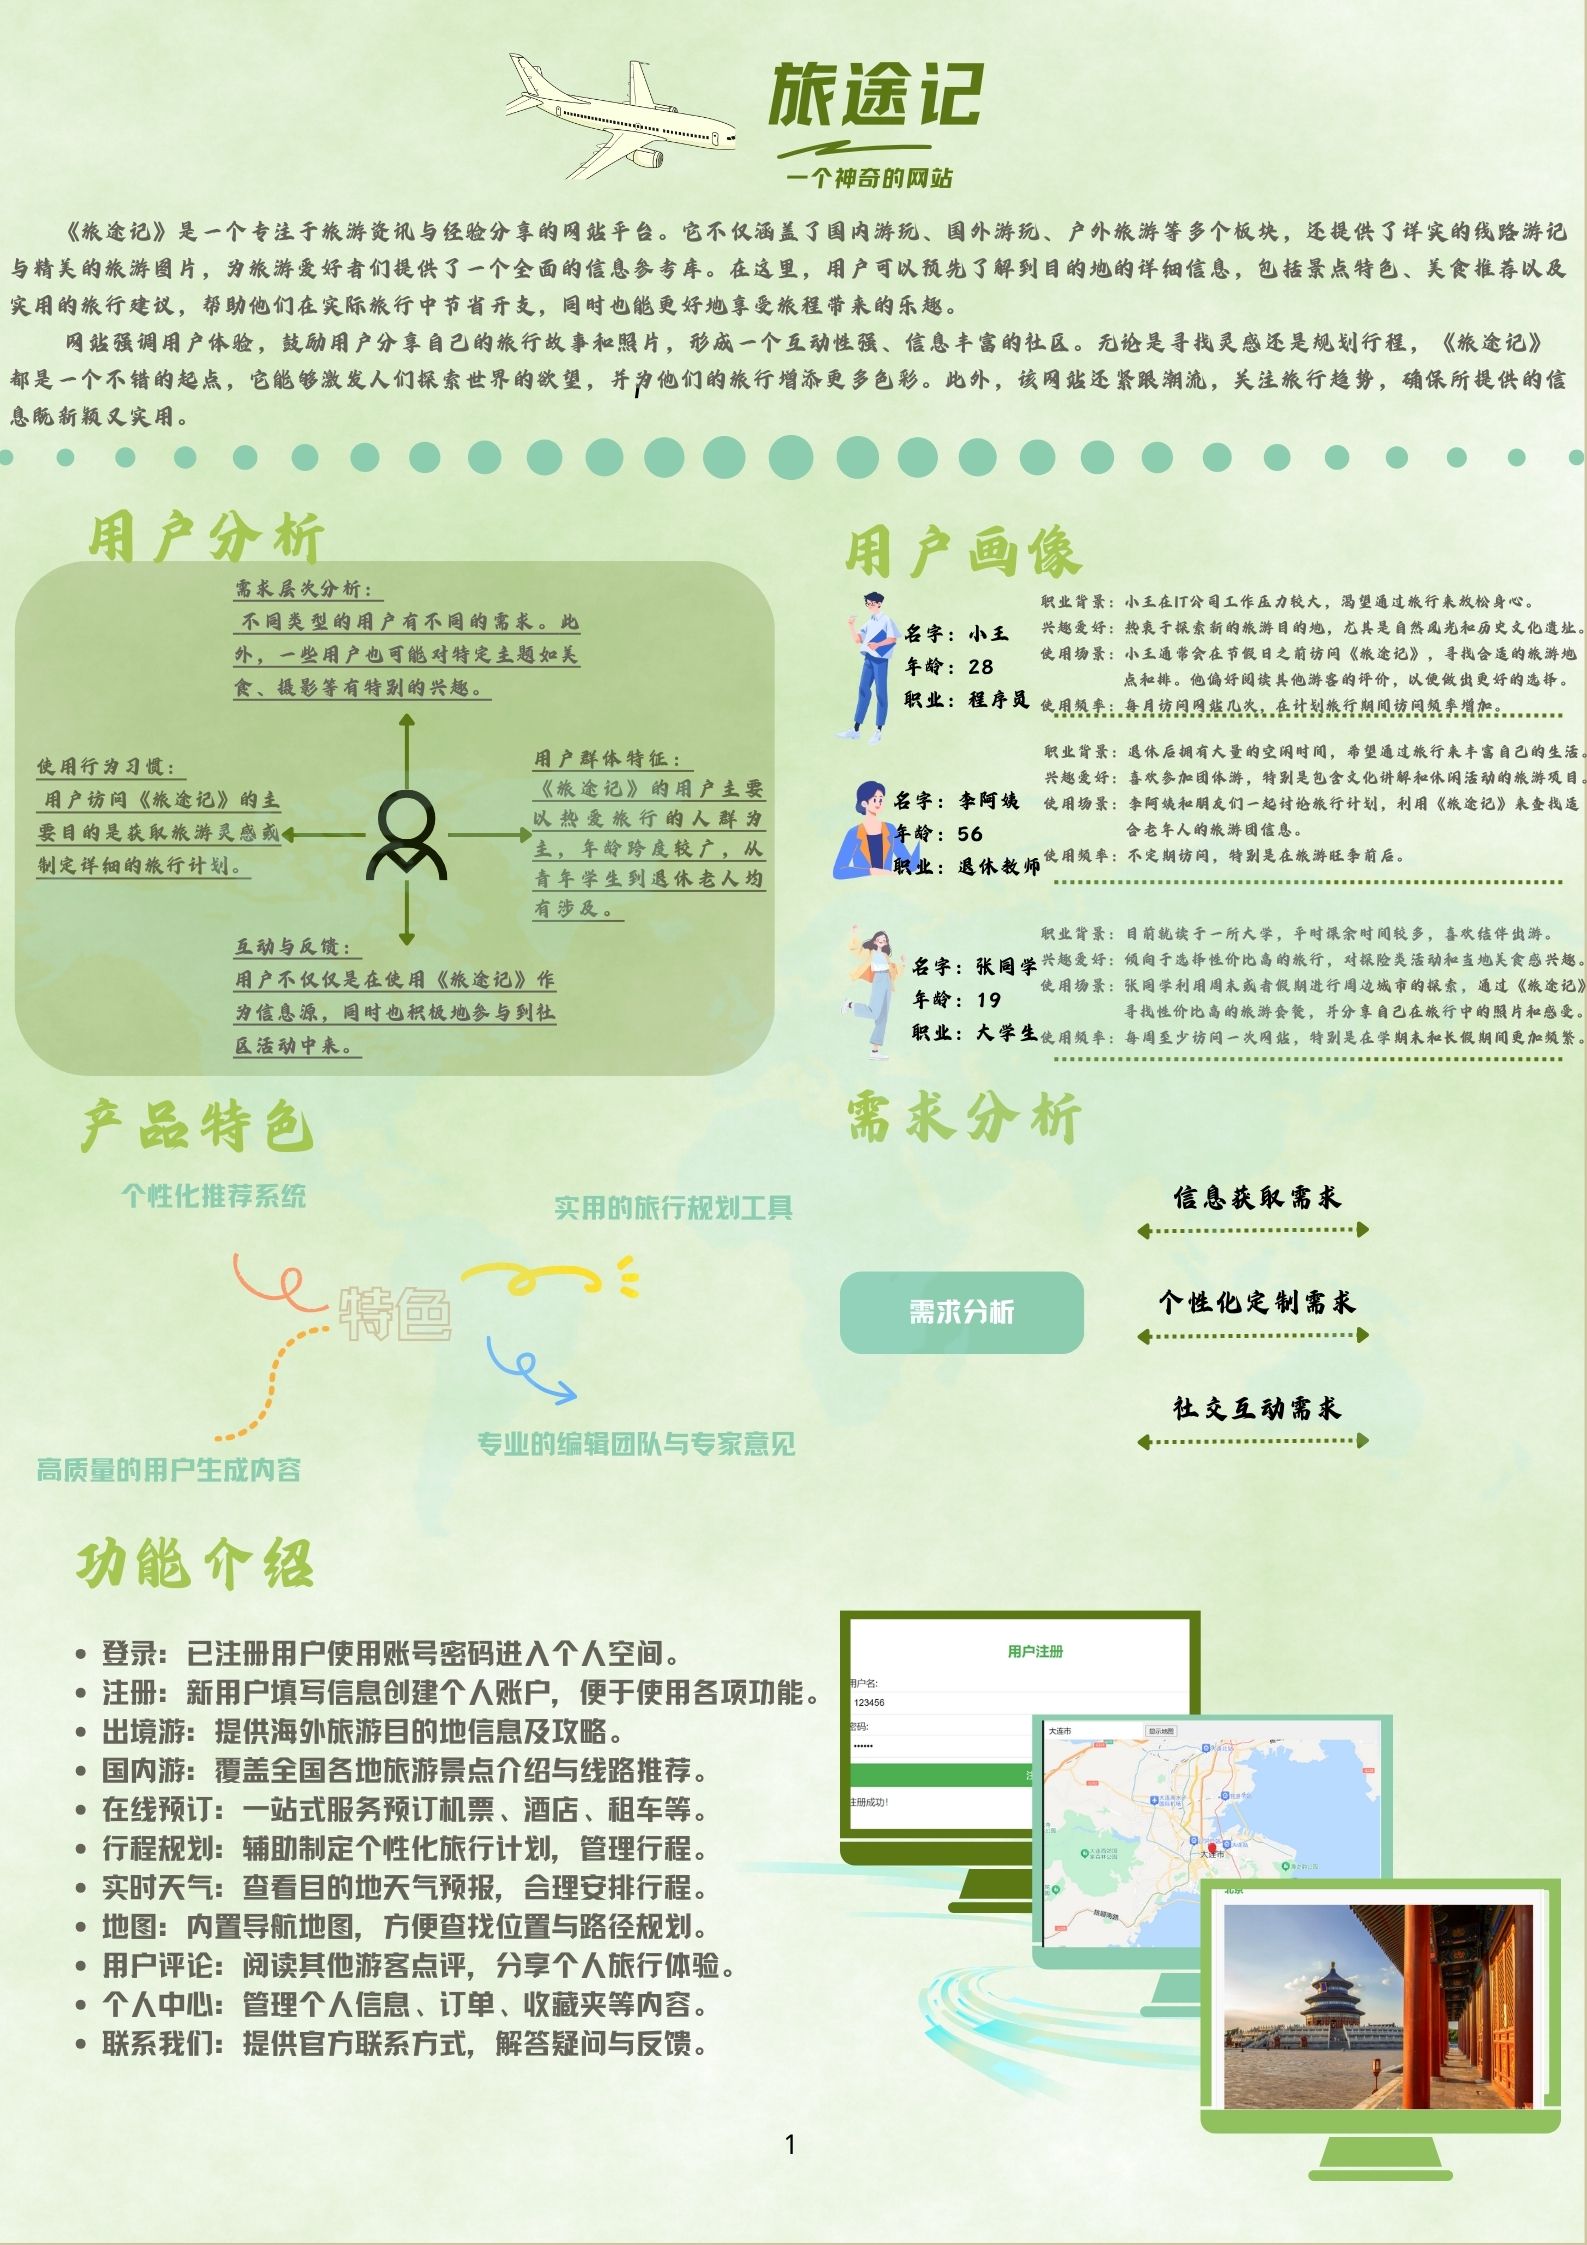 旅途记
一个神奇的网站
《旅途记》是一个专注于旅游资讯与经验分享的网站平台。它不仅涵盖了国内游玩、国外游玩、户外旅游等多个板块，还提供了详实的线路游记
与精美的旅游图片，为旅游爱好者们提供了一个全面的信息参考库。在这里，用户可以预先了解到目的地的详细信息，包括景点特色、美食推荐以及
实用的旅行建议，帮助他们在实际旅行中节省开支，同时也能更好地享受旅程带来的乐趣。
网站强调用户体验，鼓励用户分享自己的旅行故事和照片，形成一个互动性强、信息丰富的社区。无论是寻找灵感还是规划行程，《旅途记》
都是一个不错的起点，它能够激发人们探索世界的欲望，并为他们的旅行增添更多色彩。此外，该网站还紧跟潮流，关注旅行趋势，确保所提供的信
息既新颖又实用。
用户分析
需求层次分析：
不同类型的用户有不同的需求。此
外，一些用户也可能对特定主题如美
食、摄影等有特别的兴趣。
使用行为习惯：
用户访问《旅途记》的主
要目的是获取旅游灵感或
制定详细的旅行计划。
用户群体特征：
《旅途记》的用户主要
以热爱旅行的人群为
主，年龄跨度较广，从
青年学生到退休老人均
有涉及。
互动与反馈：
用户不仅仅是在使用《旅途记》作
为信息源，同时也积极地参与到社
区活动中来。
用户画像
名字：小王
年龄：28
职业：程序员
职业背景：小王在IT公司工作压力较大，渴望通过旅行来放松身心。
兴趣爱好：热衷于探索新的旅游目的地，尤其是自然风光和历史文化遗址。
使用场景：小王通常会在节假日之前访问《旅途记》，寻找合适的旅游地
点和排。他偏好阅读其他游客的评价，以便做出更好的选择。
使用频率：每月访问网站几次，在计划旅行期间访问频率增加。
名字：李阿姨
年龄：56
职业：退休教师
职业背景：退休后拥有大量的空闲时间，希望通过旅行来丰富自己的生活。
兴趣爱好：喜欢参加团体游，特别是包含文化讲解和休闲活动的旅游项目。
使用场景：李阿姨和朋友们一起讨论旅行计划，利用《旅途记》来查找适
合老年人的旅游团信息。
使用频率：不定期访问，特别是在旅游旺季前后。
名字：张同学
年龄：19
职业：大学生
职业背景：目前就读于一所大学，平时课余时间较多，喜欢结伴出游。
兴趣爱好：倾向于选择性价比高的旅行，对探险类活动和当地美食感兴趣。
使用场景：张同学利用周末或者假期进行周边城市的探索，通过《旅途记》
寻找性价比高的旅游套餐，并分享自己在旅行中的照片和感受。
使用频率：每周至少访问一次网站，特别是在学期末和长假期间更加频繁。
产品特色
个性化推荐系统
实用的旅行规划工具
特色
专业的编辑团队与专家意见
高质量的用户生成内容
需求分析
需求分析
信息获取需求
个性化定制需求
社交互动需求
功能介绍
• 登录：已注册用户使用账号密码进入个人空间。
• 注册：新用户填写信息创建个人账户，便于使用各项功能。
• 出境游：提供海外旅游目的地信息及攻略。
• 国内游：覆盖全国各地旅游景点介绍与线路推荐。
• 在线预订：一站式服务预订机票、酒店、租车等。
• 行程规划：辅助制定个性化旅行计划，管理行程。
• 实时天气：查看目的地天气预报，合理安排行程。
• 地图：内置导航地图，方便查找位置与路径规划。
• 用户评论：阅读其他游客点评，分享个人旅行体验。
• 个人中心：管理个人信息、订单、收藏夹等内容。
• 联系我们：提供官方联系方式，解答疑问与反馈。
用户注册
用户名:
123456
密码:
••••••
注册成功!
大连市
显示地图
大连北站
大连站
大连市
旅顺南路
北京
1